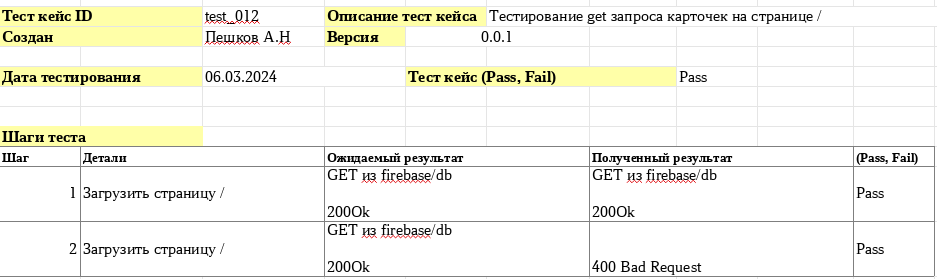 Тест кейс ID test_012 Описание тест кейса Тестирование get запроса карточек на странице /
Создан Пешков А.Н Версия 0.0.1
Дата тестирования 06.03.2024 Тест кейс (Pass, Fail) Pass
Шаги теста
Шаг Детали Ожидаемый результат Полученный результат (Pass, Fail)
GET из firebase/db GET из firebase/db
1 Загрузить страницу / Pass
200Ok 200Ok
GET из firebase/db
2 Загрузить страницу / Pass
200Ok 400 Bad Request